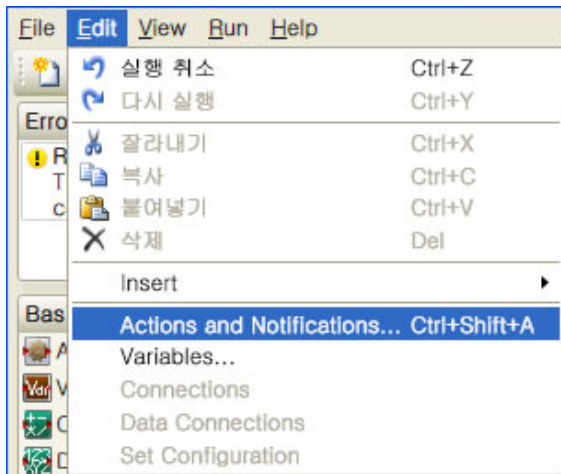 File Edit View Run Help
실행 취소 Ctrl+Z
다시 실행 Ctrl+Y
Erro
잘라내기 Ctrl+X
R
복사 Ctrl+C
T
붙여넣기 Ctrl+V
c
삭제 Del
Insert
Bas
Actions and Notifications... Ctrl+Shift+A
A
Variables...
Var V
Connections
C
Data Connections
D
Set Configuration